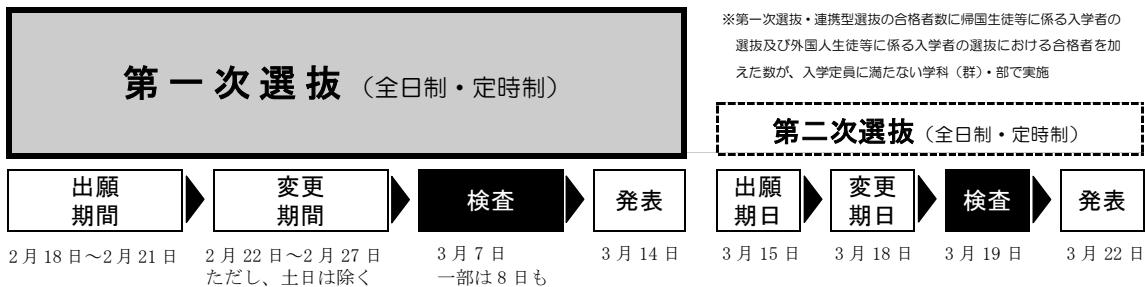 第一次選抜（全日制・定時制）
※第一次選抜・連携型選抜の合格者数に帰国生徒等に係る入学者の
選抜及び外国人生徒等に係る入学者の選抜における合格者を加
えた数が、入学定員に満たない学科（群）・部で実施
第二次選抜（全日制・定時制）
出願
期間
変更
期間
検査
発表
出願
期日
変更
期日
検査
発表
2月18日～2月21日
2月22日～2月27日
ただし、土日は除く
3月7日
一部は8日も
3月14日
3月15日
3月18日
3月19日
3月22日